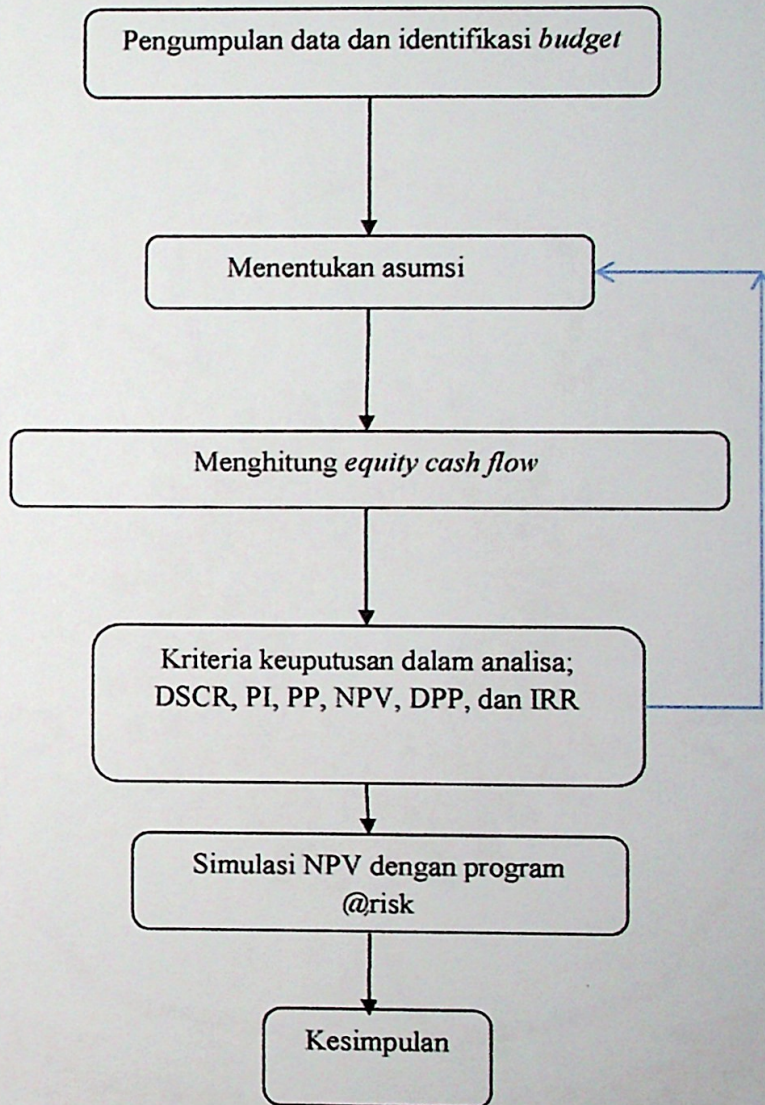 Pengumpulan data dan identifikasi budget
Menentukan asumsi
Menghitung equity cash flow
Kriteria keuputusan dalam analisa;
DSCR, PI, PP, NPV, DPP, dan IRR
Simulasi NPV dengan program
@risk
Kesimpulan